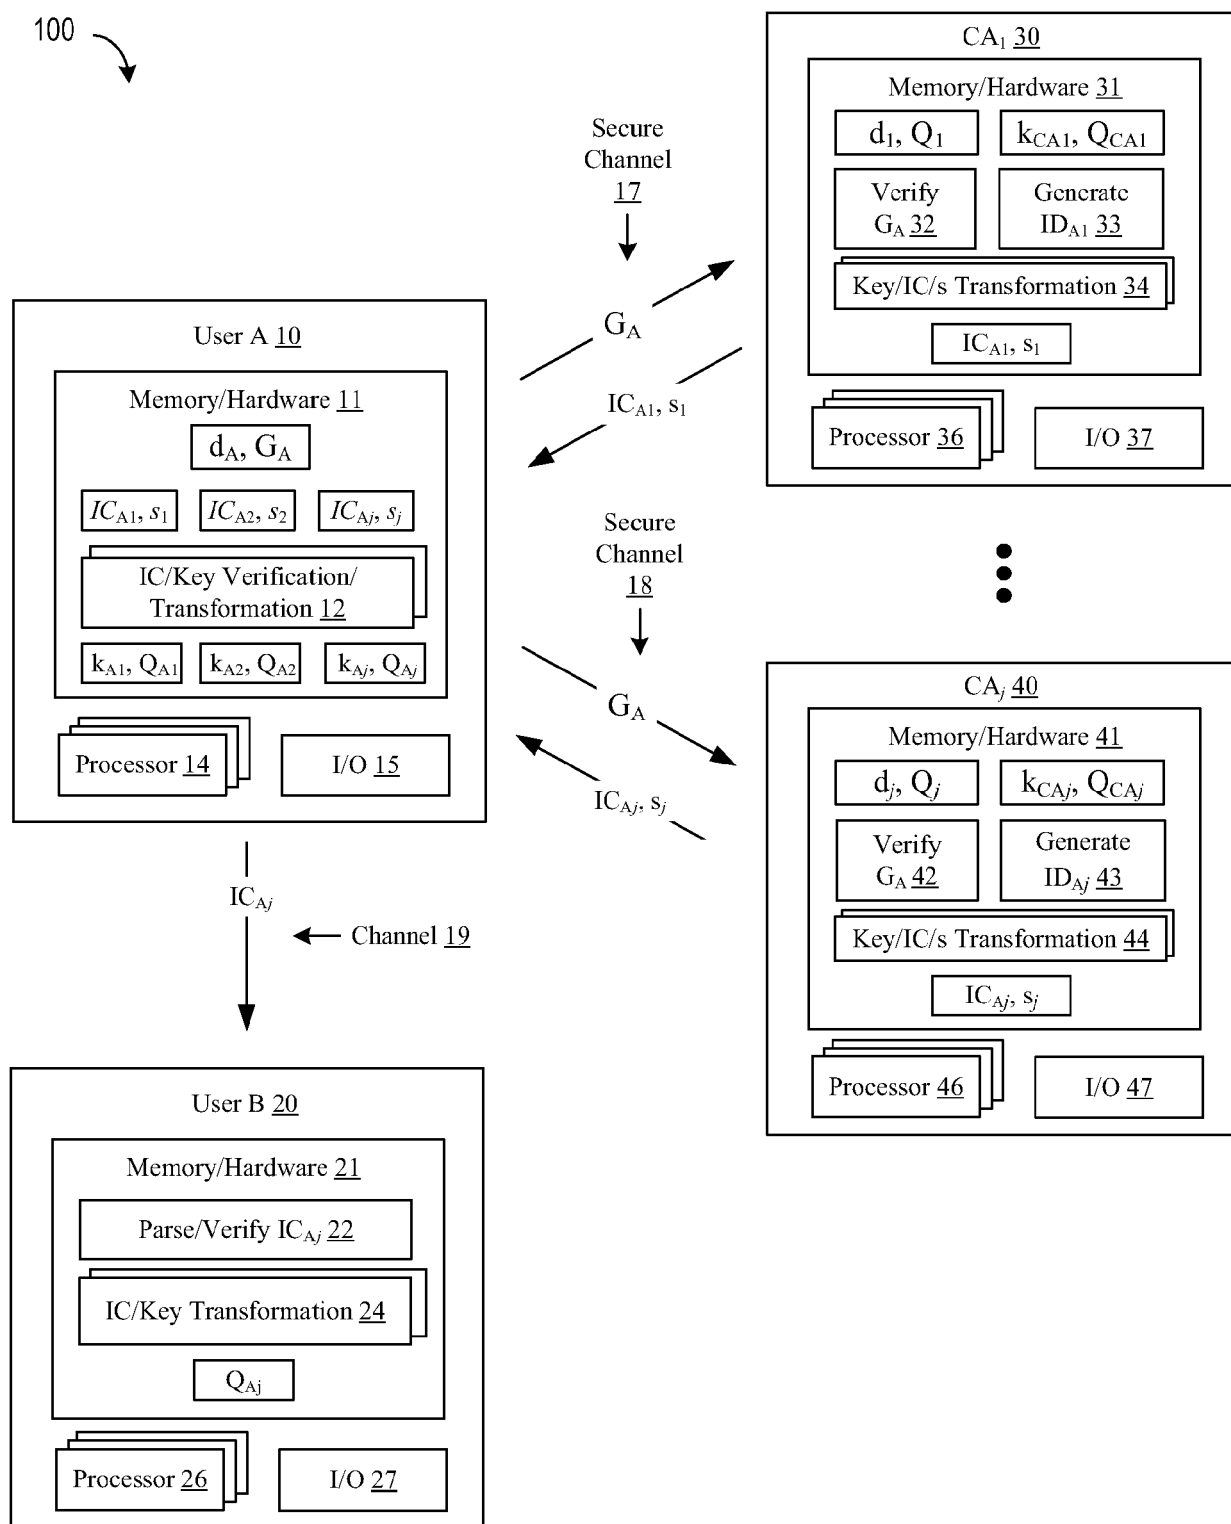 100
CA1 30
Memory/Hardware 31
d1, Q1
kCA1, QCA1
Verify
GA 32
Generate
IDA1 33
Key/IC/s Transformation 34
ICA1, s1
Processor 36
I/O 37
Secure
Channel
17
GA
ICA1, s1
User A 10
Memory/Hardware 11
dA, GA
ICA1, s1
ICA2, s2
ICAj, sj
IC/Key Verification/
Transformation 12
kA1, QA1
kA2, QA2
kAj, QAj
Processor 14
I/O 15
Secure
Channel
18
GA
ICAj, sj
CAj 40
Memory/Hardware 41
dj, Qj
kCAj, QCAj
Verify
GA 42
Generate
IDAj 43
Key/IC/s Transformation 44
ICAj, sj
Processor 46
I/O 47
ICAj
Channel 19
User B 20
Memory/Hardware 21
Parse/Verify ICAj 22
IC/Key Transformation 24
QAj
Processor 26
I/O 27